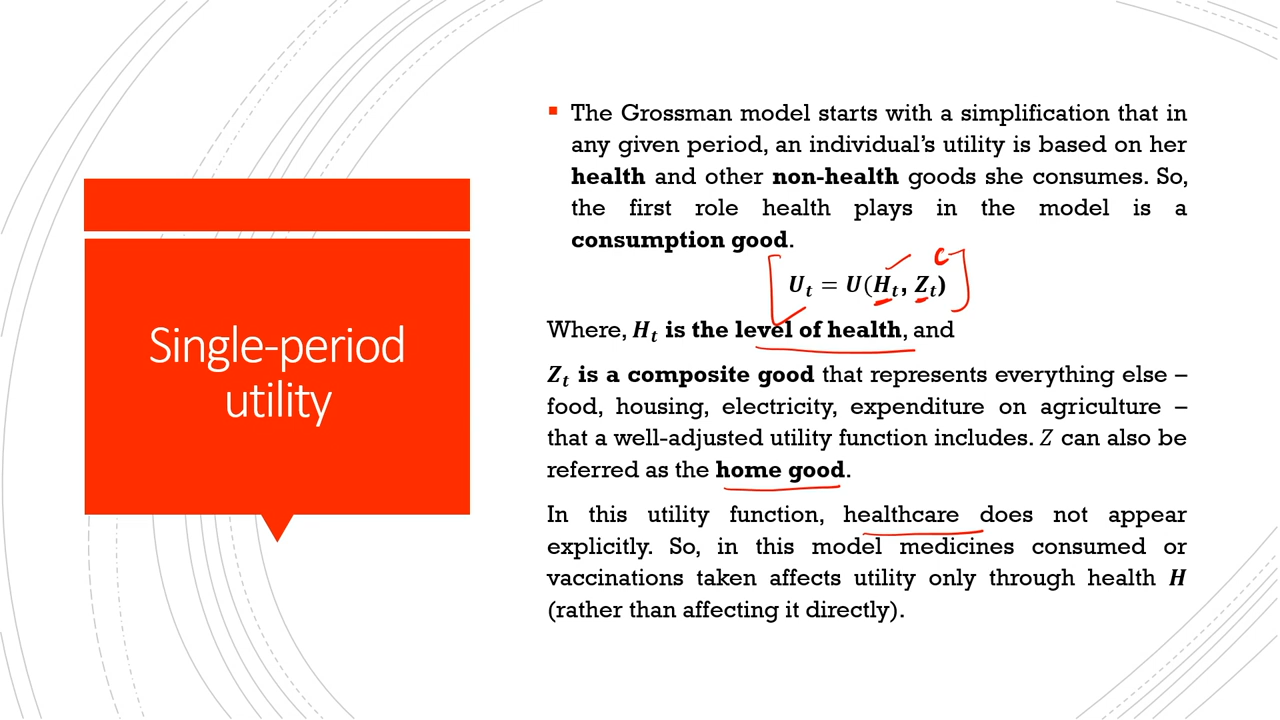 Single-period
utility
The Grossman model starts with a simplification that in
any given period, an individual's utility is based on her
health and other non-health goods she consumes. So,
the first role health plays in the model is a
consumption good.
C
U_t = U(H_t, Z_t)
Where, H_t is the level of health, and
Z_t is a composite good that represents everything else –
food, housing, electricity, expenditure on agriculture –
that a well-adjusted utility function includes. Z can also be
referred as the home good.
In this utility function, healthcare does not appear
explicitly. So, in this model medicines consumed or
vaccinations taken affects utility only through health H
(rather than affecting it directly).